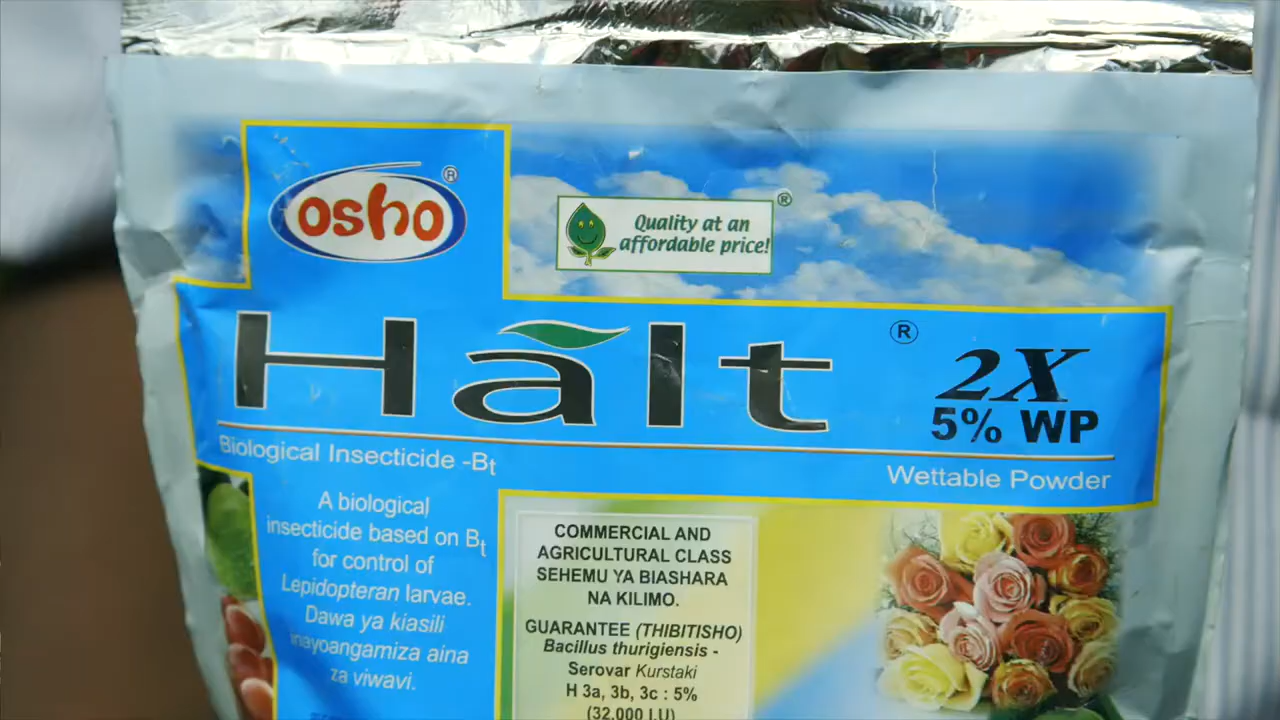 osho ®
Quality at an
affordable price! ®
Halt ®
2X
5% WP
Biological Insecticide -Bt
Wettable Powder
A biological
insecticide based on Bt
for control of
Lepidopteran larvae.
Dawa ya kiasili
inayoangamiza aina
za viwavi.
COMMERCIAL AND
AGRICULTURAL CLASS
SEHEMU YA BIASHARA
NA KILIMO.
GUARANTEE (THIBITISHO)
Bacillus thurigiensis -
Serovar Kurstaki
H 3a, 3b, 3c : 5%
(32,000 I.U)